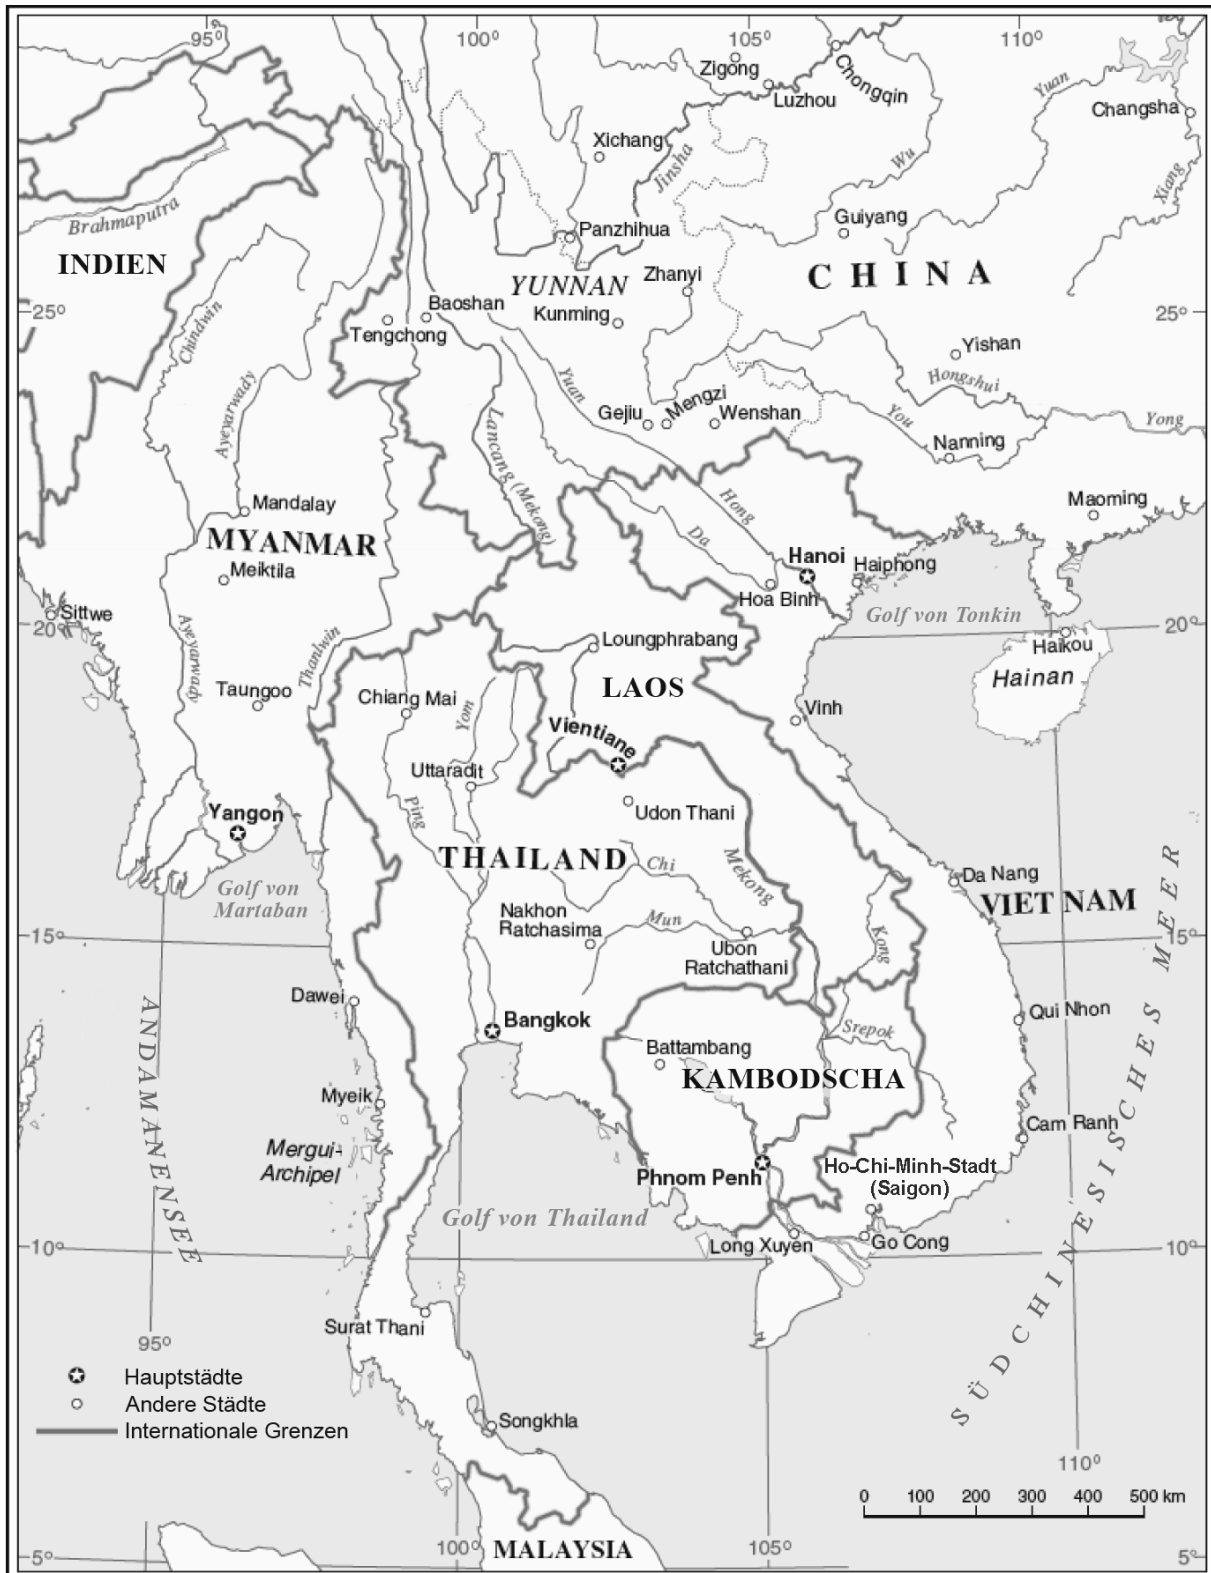 95°
100°
105°
110°
Zigong
Luzhou
Chongqin
Yuan
Changsha
Xichang
Jinsha
Wu
Xiang
Brahmaputra
Guiyang
Panzhihua
INDIEN
YUNNAN
Zhanyi
CHINA
25°
Baoshan
Kunming
25°
Tengchong
Chindwin
Yishan
Hongshui
Ayeyarwady
Yuan
Gejiu
Mengzi
Wenshan
You
Yong
Lancang (Mekong)
Nanning
Mandalay
Hong
Maoming
MYANMAR
Da
Hanoi
Meiktila
Haiphong
Hoa Binh
Sittwe
Golf von Tonkin
20°
20°
Ayeyarwady
Thanlwin
Loungphrabang
Haikou
Hainan
LAOS
Taungoo
Chiang Mai
Yom
Vinh
Vientiane
Uttaradit
Yangon
Ping
Udon Thani
THAILAND
Chi
Mekong
Da Nang
Golf von
Martaban
VIET NAM
Nakhon
Ratchasima
Mun
Ubon
Ratchathani
Kong
15°
15°
Dawei
Bangkok
Qui Nhon
Srepok
Battambang
KAMBODSCHA
ANDAMANENSEE
Myeik
Cam Ranh
Mergui-
Archipel
Phnom Penh
Ho-Chi-Minh-Stadt
(Saigon)
Golf von Thailand
Long Xuyen
Go Cong
10°
10°
SÜDCHINESISCHES MEER
Surat Thani
95°
Hauptstädte
Andere Städte
Internationale Grenzen
Songkhla
110°
0 100 200 300 400 500 km
5°
100°
MALAYSIA
105°
5°